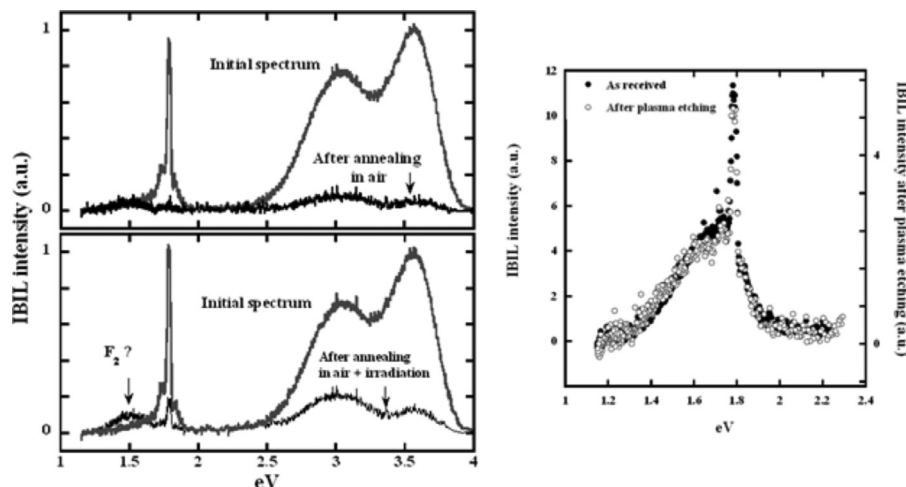 1
Initial spectrum
After annealing
in air
0
1
Initial spectrum
F2 ?
After annealing
in air + irradiation
0
1 1.5 2 2.5 3 3.5 4
eV
IBIL intensity (a.u.)
IBIL intensity (a.u.)
12
10
8
6
4
2
0
As received
After plasma etching
4
0
1 1.2 1.4 1.6 1.8 2 2.2 2.4
eV
IBIL intensity (a.u.)
IBIL intensity after plasma
etching (a.u.)